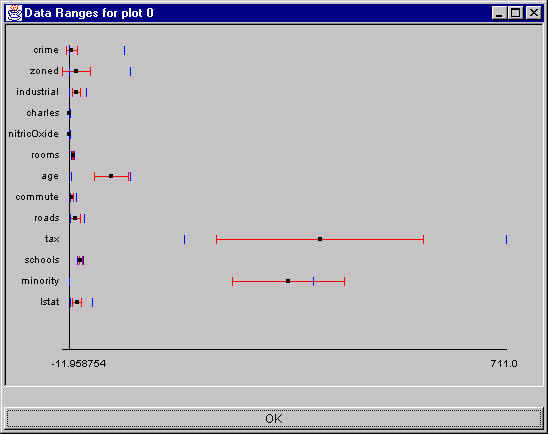 Data Ranges for plot 0
crime
zoned
industrial
charles
nitricOxide
rooms
age
commute
roads
tax
schools
minority
lstat
-11.958754 711.0
OK